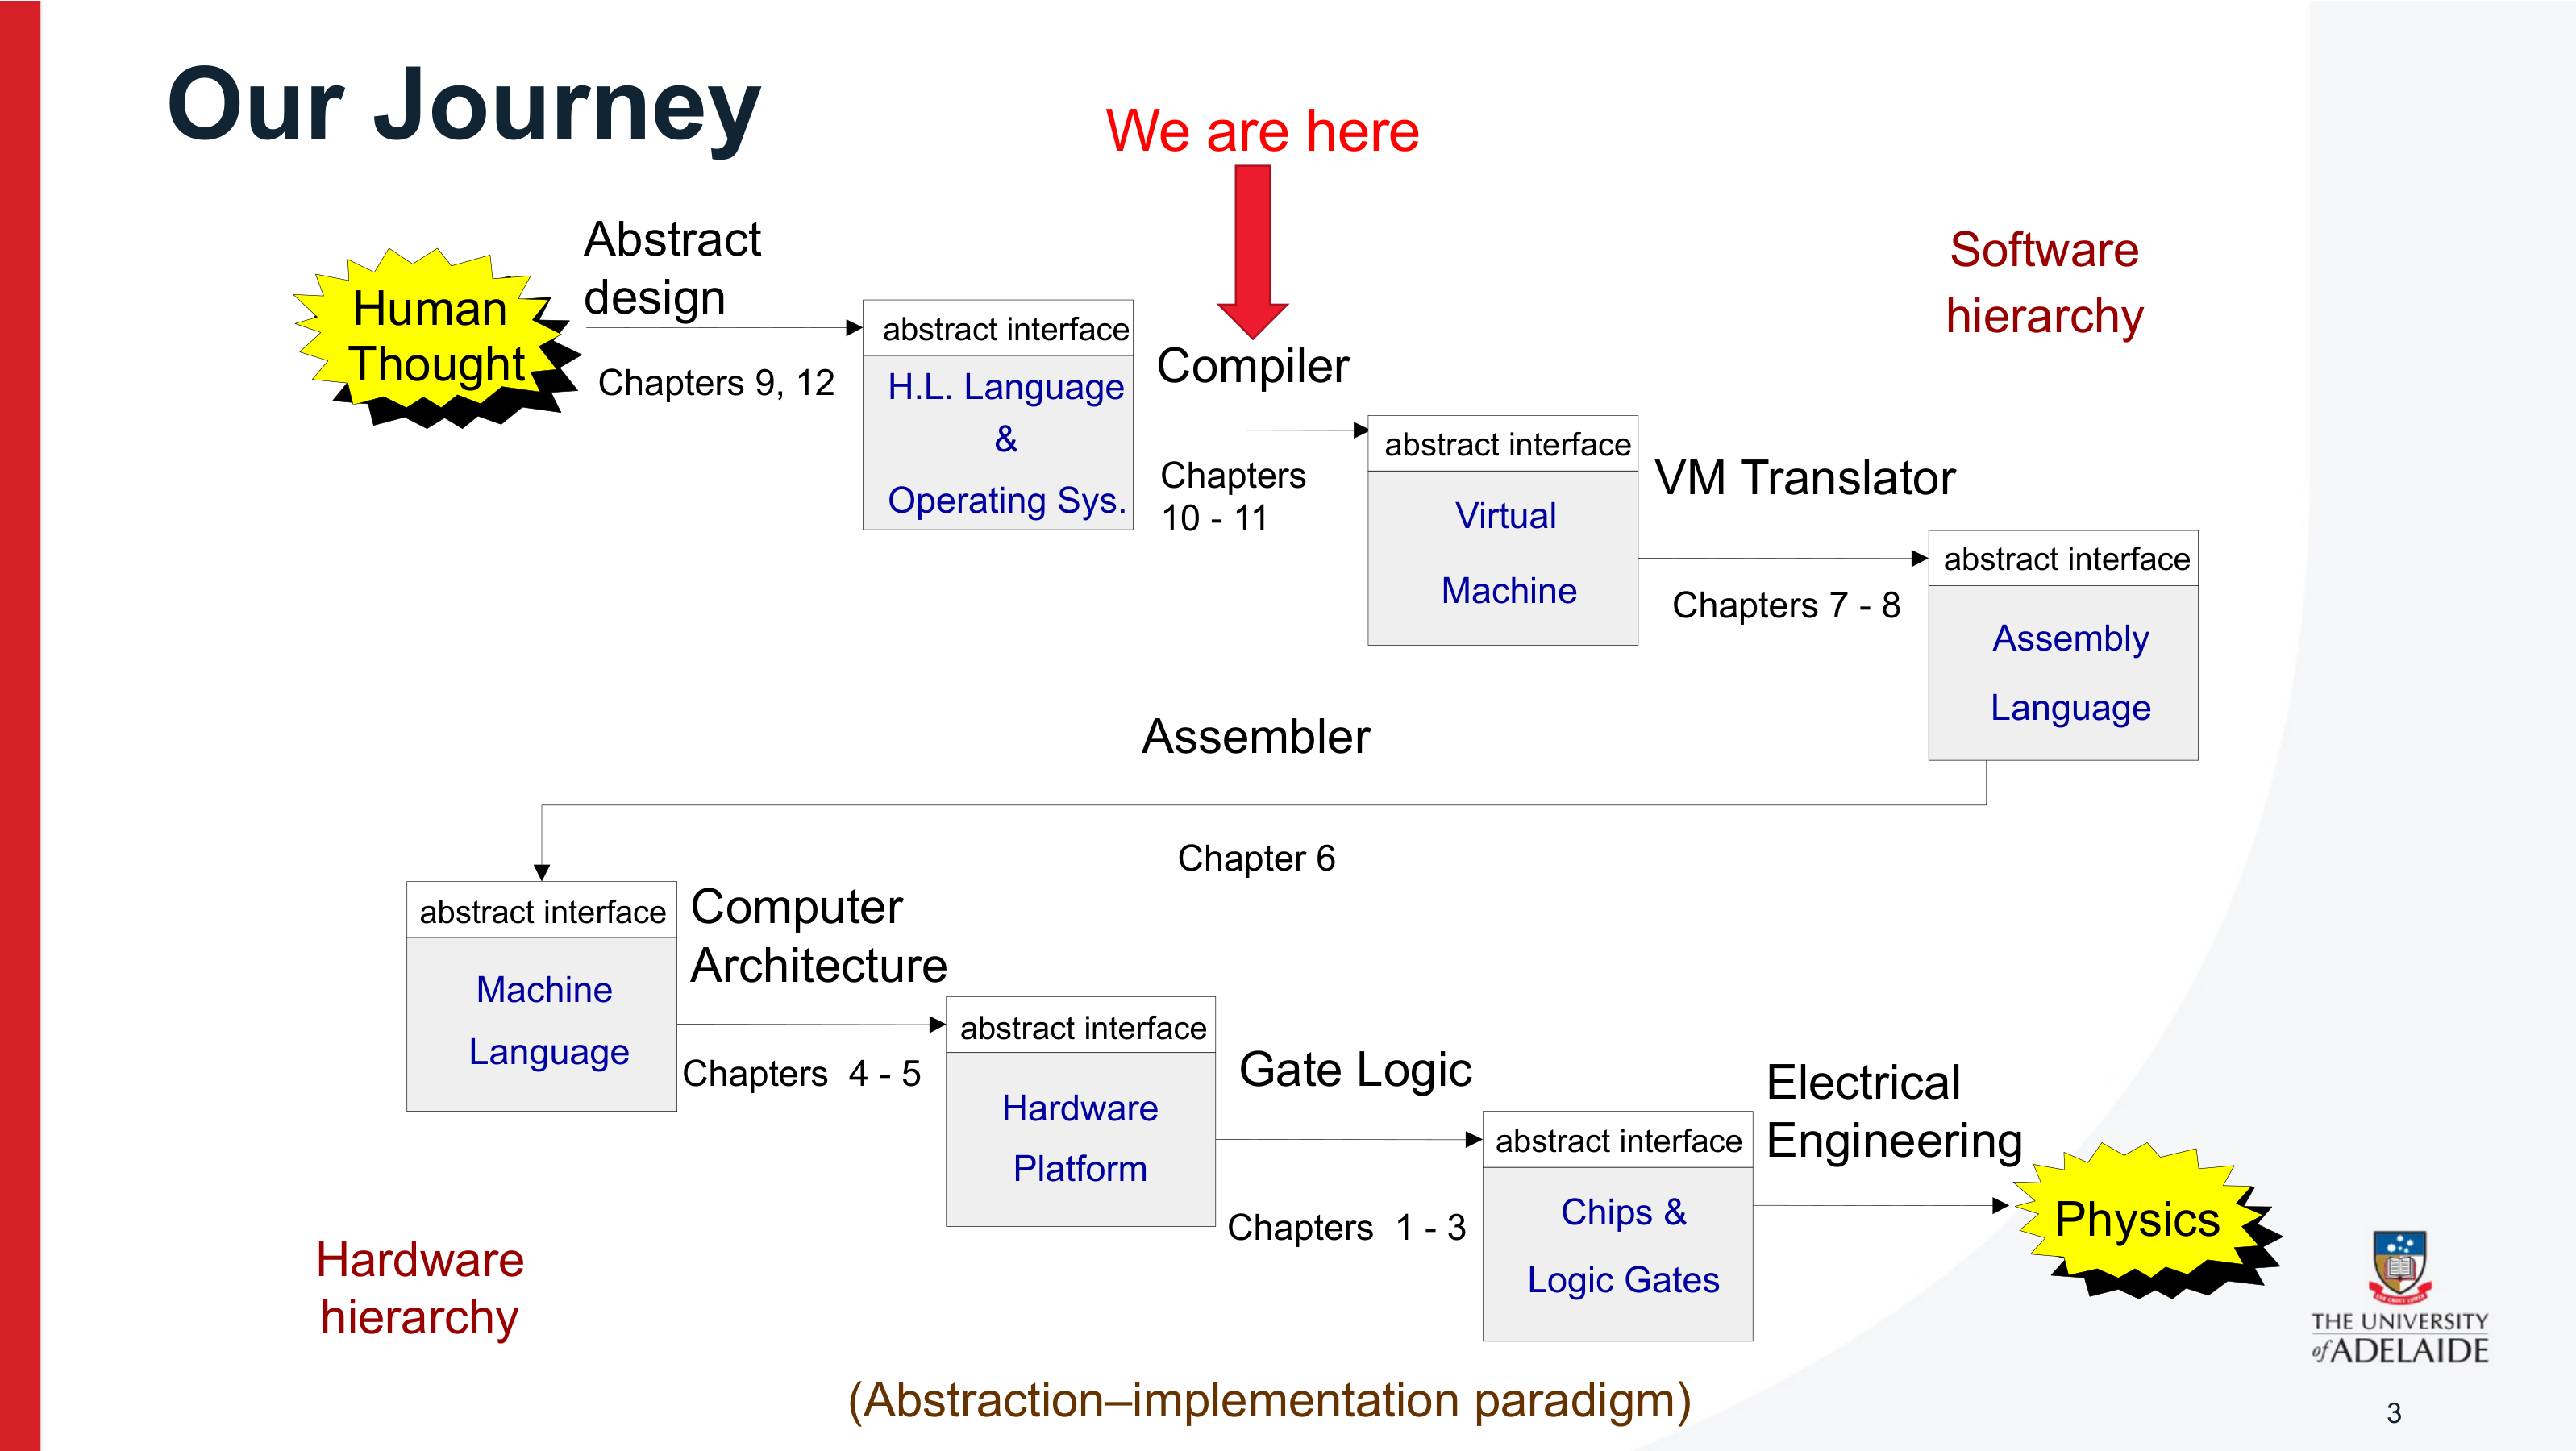 Our Journey
We are here
Software
hierarchy
Human
Thought
Abstract
design
Chapters 9, 12
abstract interface
H.L. Language
&
Operating Sys.
Compiler
Chapters
10 - 11
abstract interface
Virtual
Machine
VM Translator
Chapters 7 - 8
abstract interface
Assembly
Language
Assembler
Chapter 6
abstract interface
Machine
Language
Computer
Architecture
Chapters 4 - 5
abstract interface
Hardware
Platform
Gate Logic
Chapters 1 - 3
abstract interface
Chips &
Logic Gates
Electrical
Engineering
Physics
Hardware
hierarchy
(Abstraction–implementation paradigm)
THE UNIVERSITY
of ADELAIDE
3